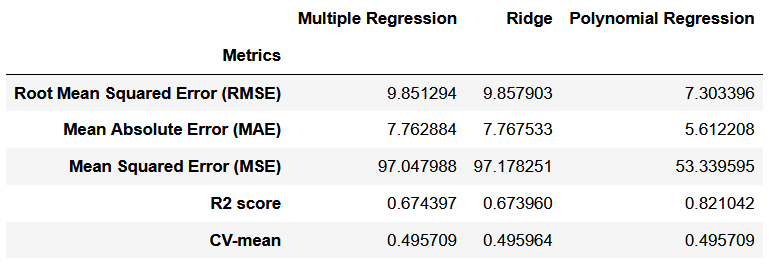 Multiple Regression Ridge Polynomial Regression
Metrics
Root Mean Squared Error (RMSE) 9.851294 9.857903 7.303396
Mean Absolute Error (MAE) 7.762884 7.767533 5.612208
Mean Squared Error (MSE) 97.047988 97.178251 53.339595
R2 score 0.674397 0.673960 0.821042
CV-mean 0.495709 0.495964 0.495709